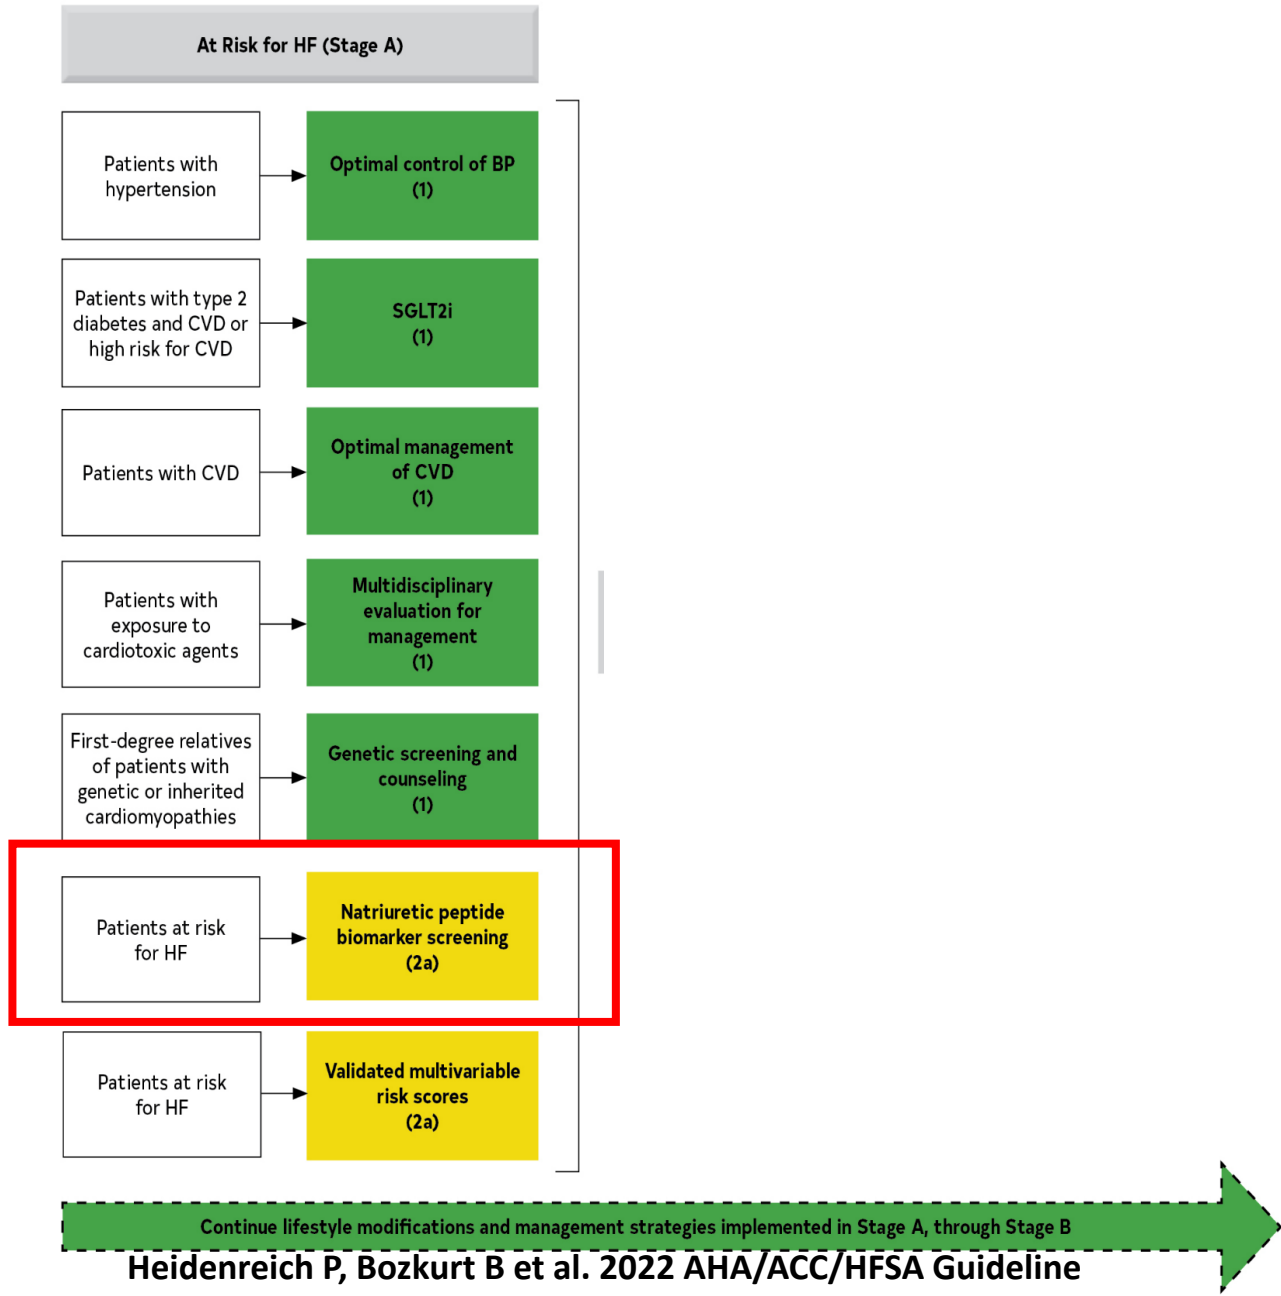 At Risk for HF (Stage A)
Patients with
hypertension
Optimal control of BP
(1)
Patients with type 2
diabetes and CVD or
high risk for CVD
SGLT2i
(1)
Patients with CVD
Optimal management
of CVD
(1)
Patients with
exposure to
cardiotoxic agents
Multidisciplinary
evaluation for
management
(1)
First-degree relatives
of patients with
genetic or inherited
cardiomyopathies
Genetic screening and
counseling
(1)
Patients at risk
for HF
Natriuretic peptide
biomarker screening
(2a)
Patients at risk
for HF
Validated multivariable
risk scores
(2a)
Continue lifestyle modifications and management strategies implemented in Stage A, through Stage B
Heidenreich P, Bozkurt B et al. 2022 AHA/ACC/HFSA Guideline